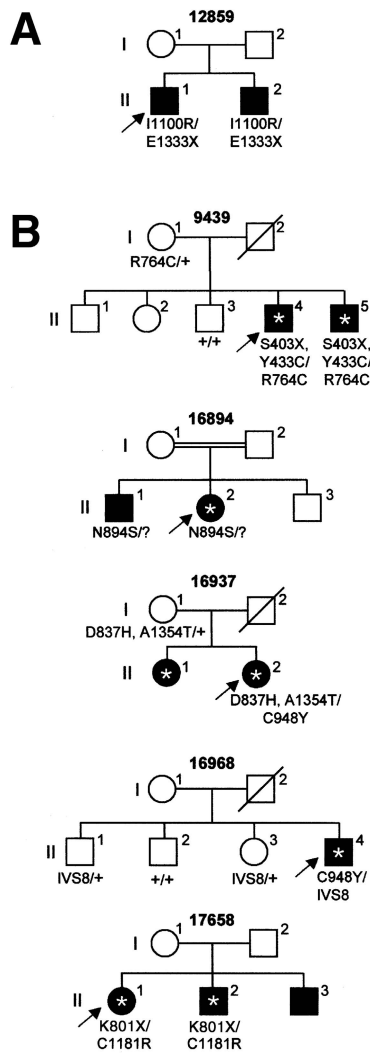 A
12859
I 1 2
II 1 2
I1100R/ I1100R/
E1333X E1333X
B
9439
I 1 2
R764C/+
II 1 2 3 * 4 * 5
+/+ S403X, S403X,
Y433C/ Y433C/
R764C R764C
16894
I 1 2
II 1 * 2 3
N894S/? N894S/?
16937
I 1 2
D837H, A1354T/+
II * 1 * 2
D837H, A1354T/
C948Y
16968
I 1 2
II 1 2 3 * 4
IVS8/+ +/+ IVS8/+ C948Y/
IVS8
17658
I 1 2
II * 1 * 2 3
K801X/ K801X/
C1181R C1181R